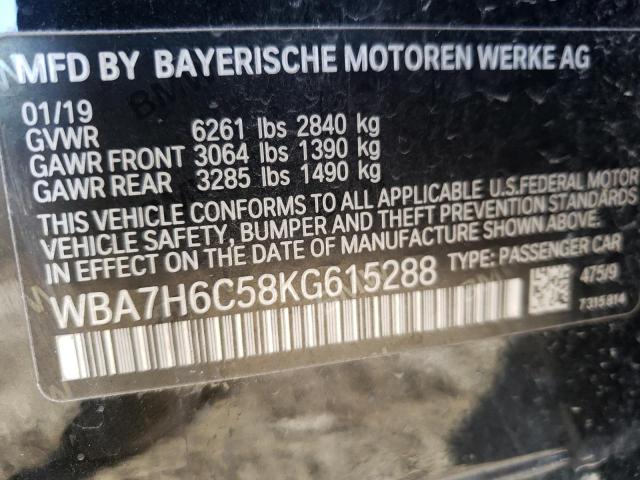 MFD BY BAYERISCHE MOTOREN WERKE AG
01/19
GVWR 6261 lbs 2840 kg
GAWR FRONT 3064 lbs 1390 kg
GAWR REAR 3285 lbs 1490 kg
THIS VEHICLE CONFORMS TO ALL APPLICABLE U.S.FEDERAL MOTOR
VEHICLE SAFETY, BUMPER AND THEFT PREVENTION STANDARDS
IN EFFECT ON THE DATE OF MANUFACTURE SHOWN ABOVE.
WBA7H6C58KG615288 TYPE: PASSENGER CAR
475/9
7315814